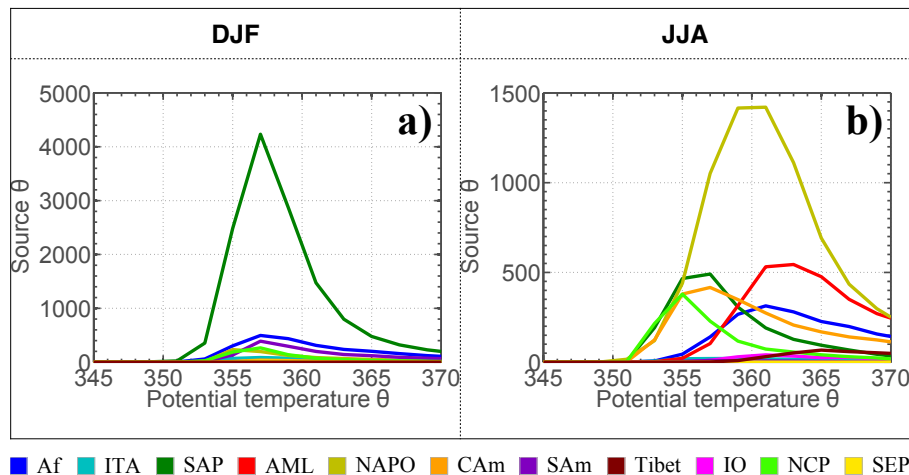 DJF
JJA
a)
5000
4000
3000
2000
1000
0
Source θ
345 350 355 360 365 370
Potential temperature θ
b)
1500
1000
500
0
Source θ
345 350 355 360 365 370
Potential temperature θ
Af ITA SAP AML NAPO CAm SAm Tibet IO NCP SEP